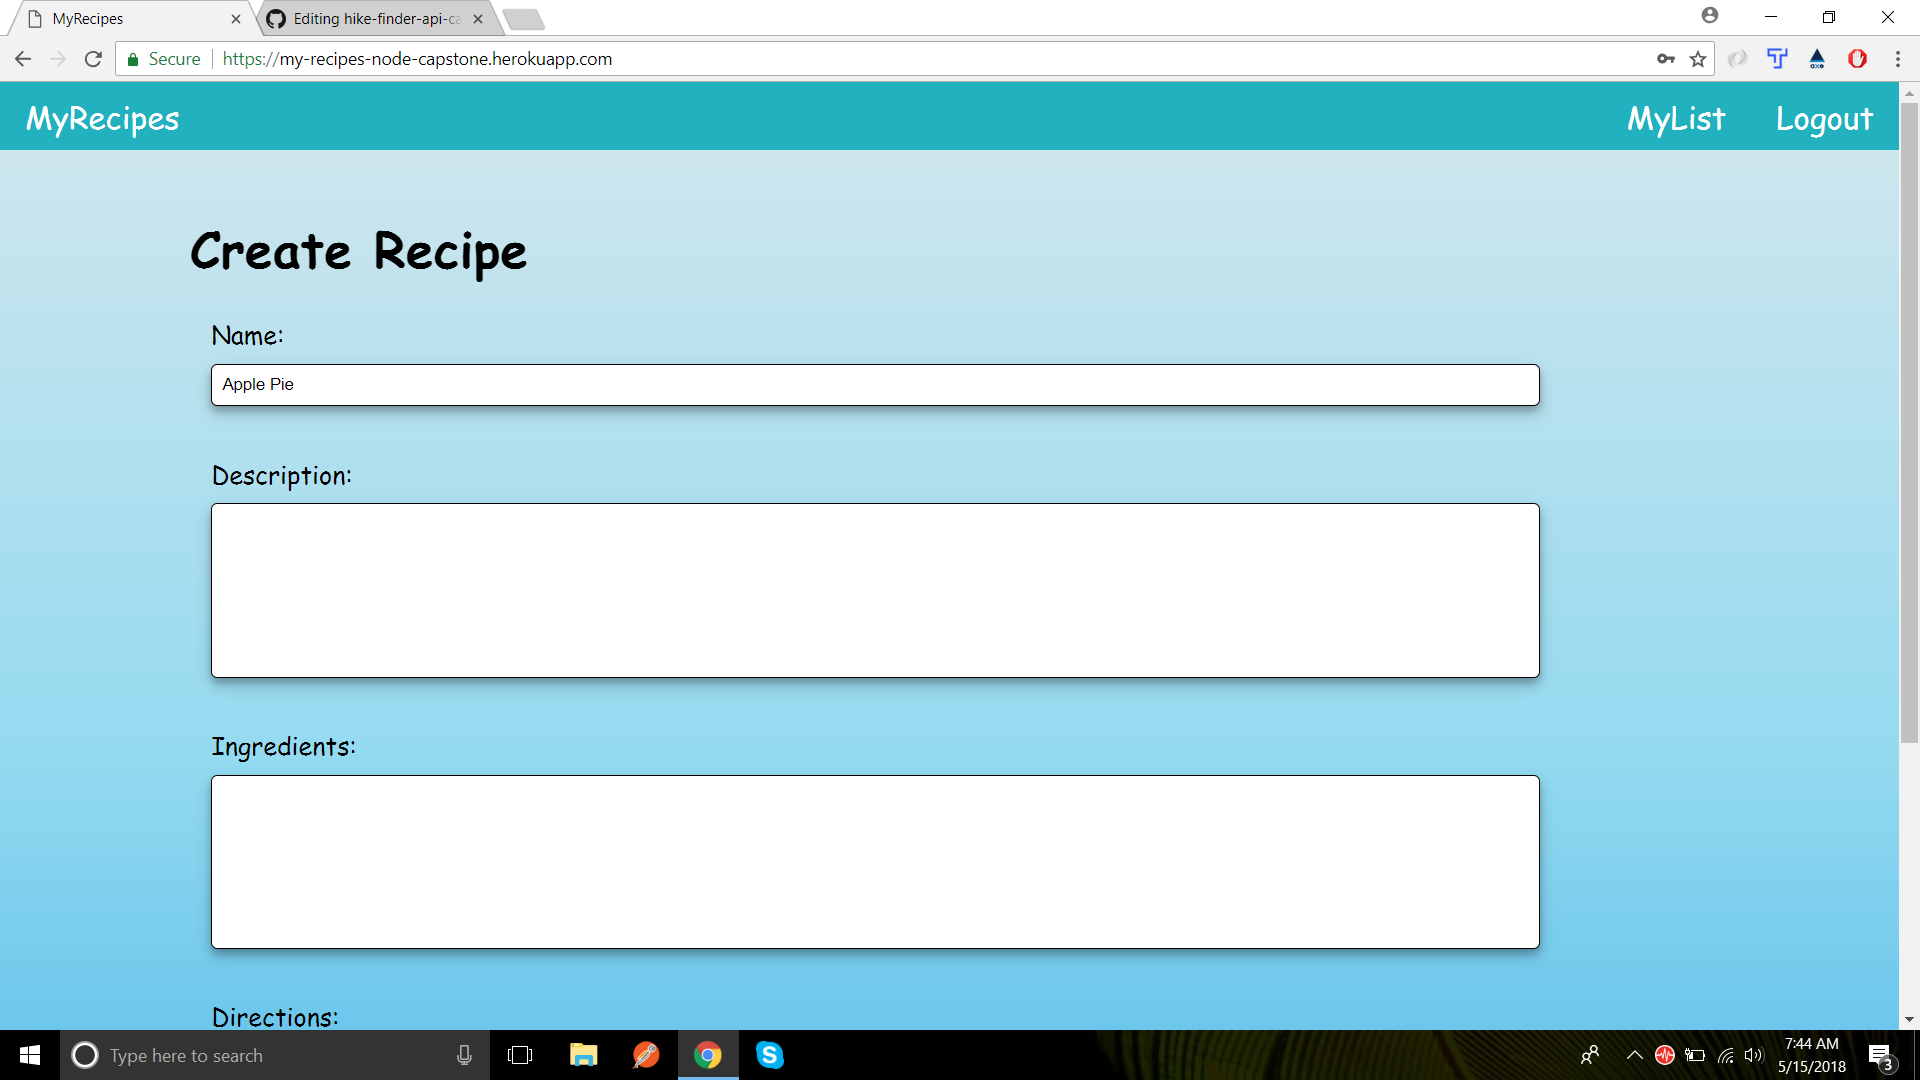 MyRecipes
Editing hike-finder-api-ca
Secure
https://my-recipes-node-capstone.herokuapp.com
MyRecipes
MyList
Logout
Create Recipe
Name:
Apple Pie
Description:
Ingredients:
Directions:
Type here to search
7:44 AM
5/15/2018
3